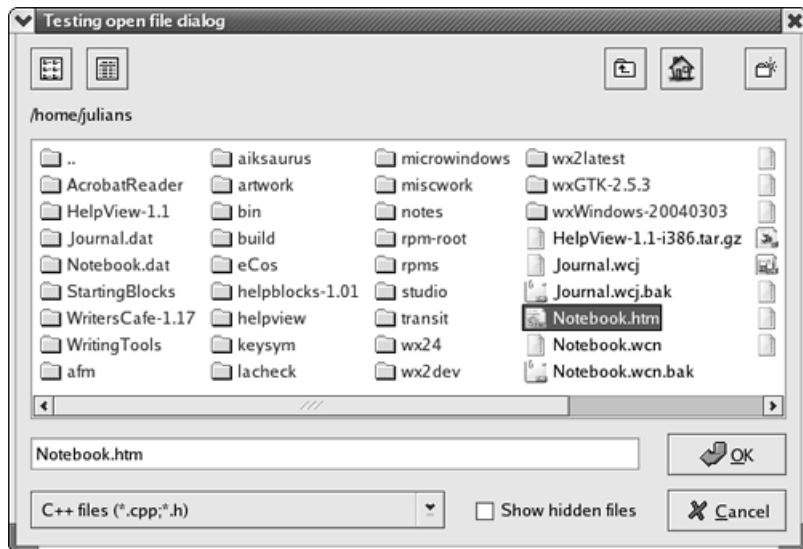 Testing open file dialog
/home/julians
.. aiksaurus microwindows wx2latest
AcrobatReader artwork miscwork wxGTK-2.5.3
HelpView-1.1 bin notes wxWindows-20040303
Journal.dat build rpm-root HelpView-1.1-i386.tar.gz
Notebook.dat eCos rpms Journal.wcj
StartingBlocks helpblocks-1.01 studio Journal.wcj.bak
WritersCafe-1.17 helpview transit Notebook.htm
WritingTools keysym wx24 Notebook.wcn
afm lacheck wx2dev Notebook.wcn.bak
Notebook.htm OK
C++ files (*.cpp;*.h) Show hidden files Cancel